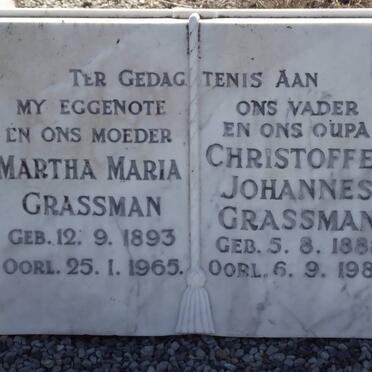 TER GEDAGTENIS AAN
MY EGGENOTE
EN ONS MOEDER
MARTHA MARIA
GRASSMAN
GEB. 12. 9. 1893
OORL. 25. 1. 1965.
ONS VADER
EN ONS OUPA
CHRISTOFFE
JOHANNES
GRASSMAN
GEB. 5. 8. 188
OORL. 6. 9. 198